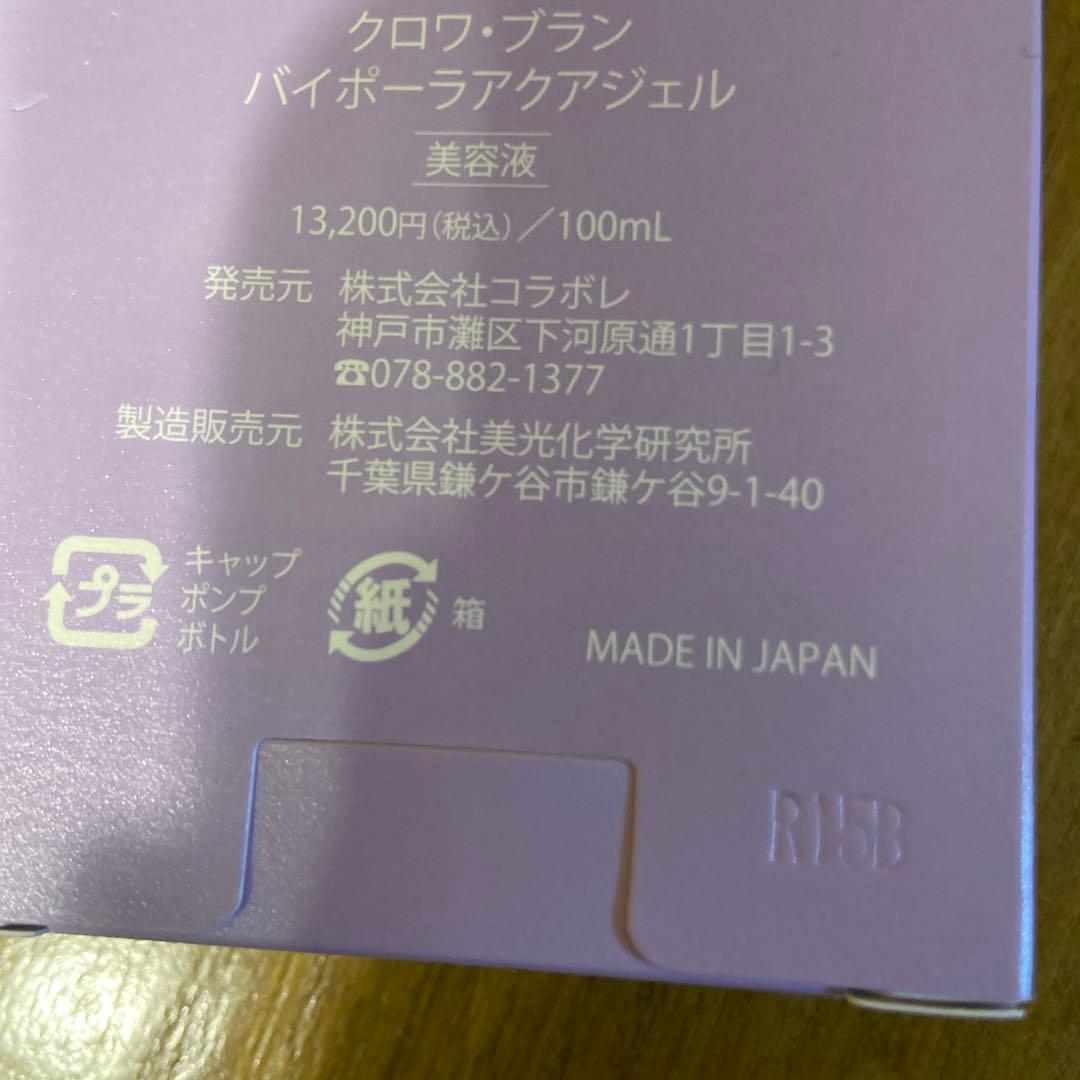 クロワ・ブラン
バイポーラアクアジェル
美容液
13,200円(税込)／100mL
発売元 株式会社コラボレ
神戸市灘区下河原通1丁目1-3
☎078-882-1377
製造販売元 株式会社美光化学研究所
千葉県鎌ケ谷市鎌ケ谷9-1-40
プラ キャップ
ポンプ
ボトル
紙 箱
MADE IN JAPAN
R15B